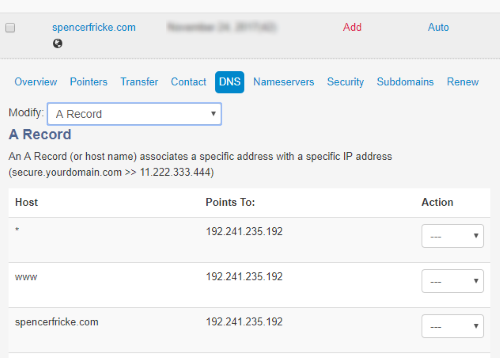 spencerfricke.com Add Auto
Overview Pointers Transfer Contact DNS Nameservers Security Subdomains Renew
Modify: A Record
A Record
An A Record (or host name) associates a specific address with a specific IP address
(secure.yourdomain.com >> 11.222.333.444)
Host Points To: Action
* 192.241.235.192 ---
www 192.241.235.192 ---
spencerfricke.com 192.241.235.192 ---